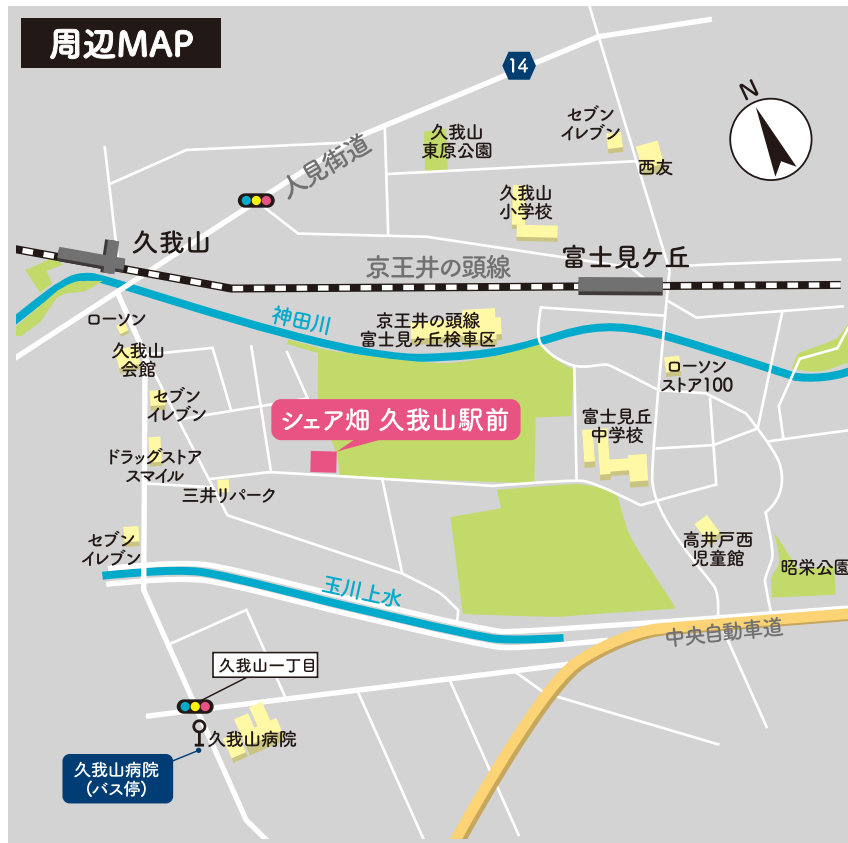 周辺MAP
14
N
セブン
イレブン
久我山
東原公園
西友
人見街道
久我山
小学校
久我山
京王井の頭線
富士見ケ丘
ローソン
神田川
京王井の頭線
富士見ヶ丘検車区
久我山
会館
ローソン
ストア100
セブン
イレブン
シェア畑 久我山駅前
富士見丘
中学校
ドラッグストア
スマイル
三井リパーク
セブン
イレブン
高井戸西
児童館
昭栄公園
玉川上水
中央自動車道
久我山一丁目
久我山病院
久我山病院
(バス停)